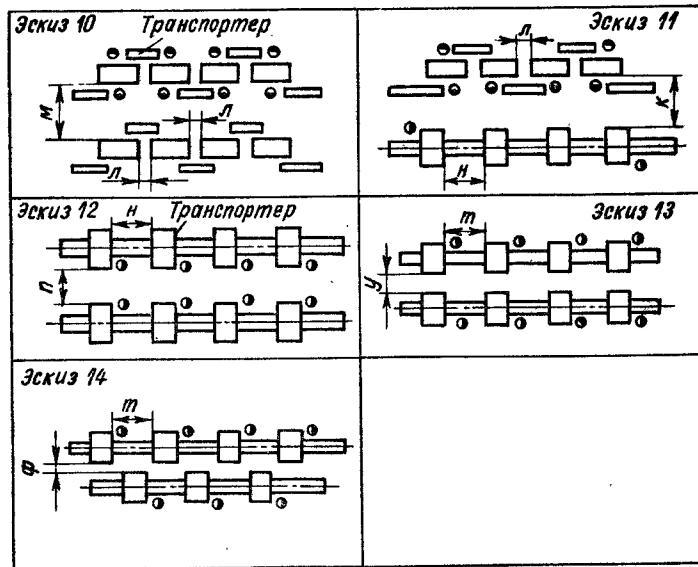 Эскиз 10
Транспортер
л
м
л
л
Эскиз 11
л
к
н
Эскиз 12
н
Транспортер
п
Эскиз 13
т
у
Эскиз 14
т
ф